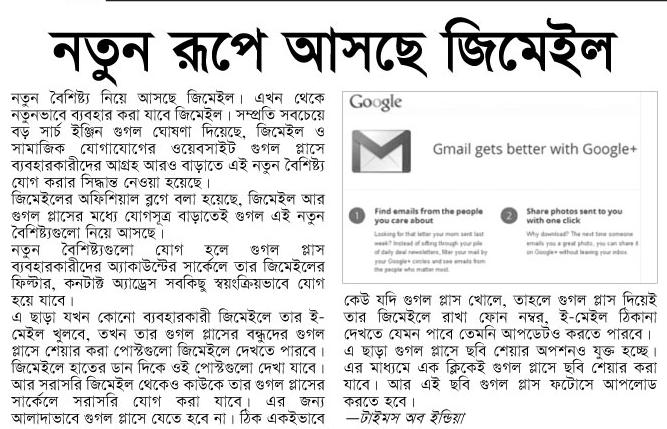 নতুন রূপে আসছে জিমেইল
নতুন বৈশিষ্ট্য নিয়ে আসছে জিমেইল। এখন থেকে
নতুনভাবে ব্যবহার করা যাবে জিমেইল। সম্প্রতি সবচেয়ে
বড় সার্চ ইঞ্জিন গুগল ঘোষণা দিয়েছে, জিমেইল ও
সামাজিক যোগাযোগের ওয়েবসাইট গুগল প্লাসে
ব্যবহারকারীদের আগ্রহ আরও বাড়াতে এই নতুন বৈশিষ্ট্য
যোগ করার সিদ্ধান্ত নেওয়া হয়েছে।
জিমেইলের অফিশিয়াল ব্লগে বলা হয়েছে, জিমেইল আর
গুগল প্লাসের মধ্যে যোগসূত্র বাড়াতেই গুগল এই নতুন
বৈশিষ্ট্যগুলো নিয়ে আসছে।
নতুন বৈশিষ্ট্যগুলো যোগ হলে গুগল প্লাস
ব্যবহারকারীদের অ্যাকাউন্টের সার্কেলে তার জিমেইলের
ফিল্টার, কনটাক্ট অ্যাড্রেস সবকিছু স্বয়ংক্রিয়ভাবে যোগ
হয়ে যাবে।
এ ছাড়া যখন কোনো ব্যবহারকারী জিমেইলে তার ই-
মেইল খুলবে, তখন তার গুগল প্লাসের বন্ধুদের গুগল
প্লাসে শেয়ার করা পোস্টগুলো জিমেইলে দেখতে পারবে।
জিমেইলে হাতের ডান দিকে ওই পোস্টগুলো দেখা যাবে।
আর সরাসরি জিমেইল থেকেও কাউকে তার গুগল প্লাসের
সার্কেলে সরাসরি যোগ করা যাবে। এর জন্য
আলাদাভাবে গুগল প্লাসে যেতে হবে না। ঠিক একইভাবে
Google
Gmail gets better with Google+
1 Find emails from the people
you care about
Looking for that letter your mom sent last
week? Instead of sifting through your pile
of daily deal newsletters, filter your mail by
your Google+ circles and see emails from
the people who matter most.
2 Share photos sent to you
with one click
Why download? The next time someone
emails you a great photo, you can share it
on Google+ without leaving your inbox.
কেউ যদি গুগল প্লাস খোলে, তাহলে গুগল প্লাস দিয়েই
তার জিমেইলে রাখা ফোন নম্বর, ই-মেইল ঠিকানা
দেখতে যেমন পাবে তেমনি আপডেটও করতে পারবে।
এ ছাড়া গুগল প্লাসে ছবি শেয়ার অপশনও যুক্ত হচ্ছে।
এর মাধ্যমে এক ক্লিকেই গুগল প্লাসে ছবি শেয়ার করা
যাবে। আর এই ছবি গুগল প্লাস ফটোসে আপলোড
করতে হবে।
—টাইমস অব ইন্ডিয়া